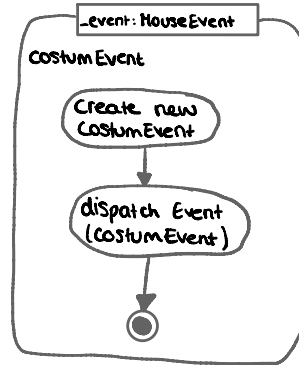 _event: MouseEvent
costumEvent
Create new
CostumEvent
dispatch Event
(costumEvent)